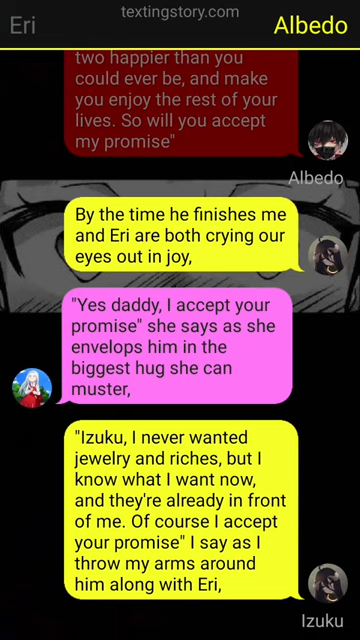 textingstory.com
Eri
Albedo
two happier than you
could ever be, and make
you enjoy the rest of your
lives. So will you accept
my promise"
Albedo
By the time he finishes me
and Eri are both crying our
eyes out in joy,
"Yes daddy, I accept your
promise" she says as she
envelops him in the
biggest hug she can
muster,
"Izuku, I never wanted
jewelry and riches, but I
know what I want now,
and they're already in front
of me. Of course I accept
your promise" I say as I
throw my arms around
him along with Eri,
Izuku